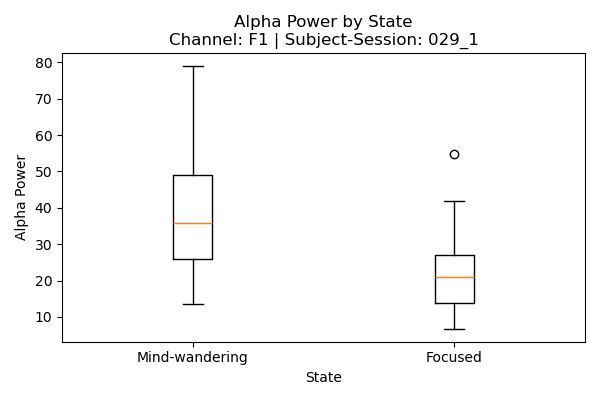 Alpha Power by State
Channel: F1 | Subject-Session: 029_1
Alpha Power
80
70
60
50
40
30
20
10
Mind-wandering
Focused
State